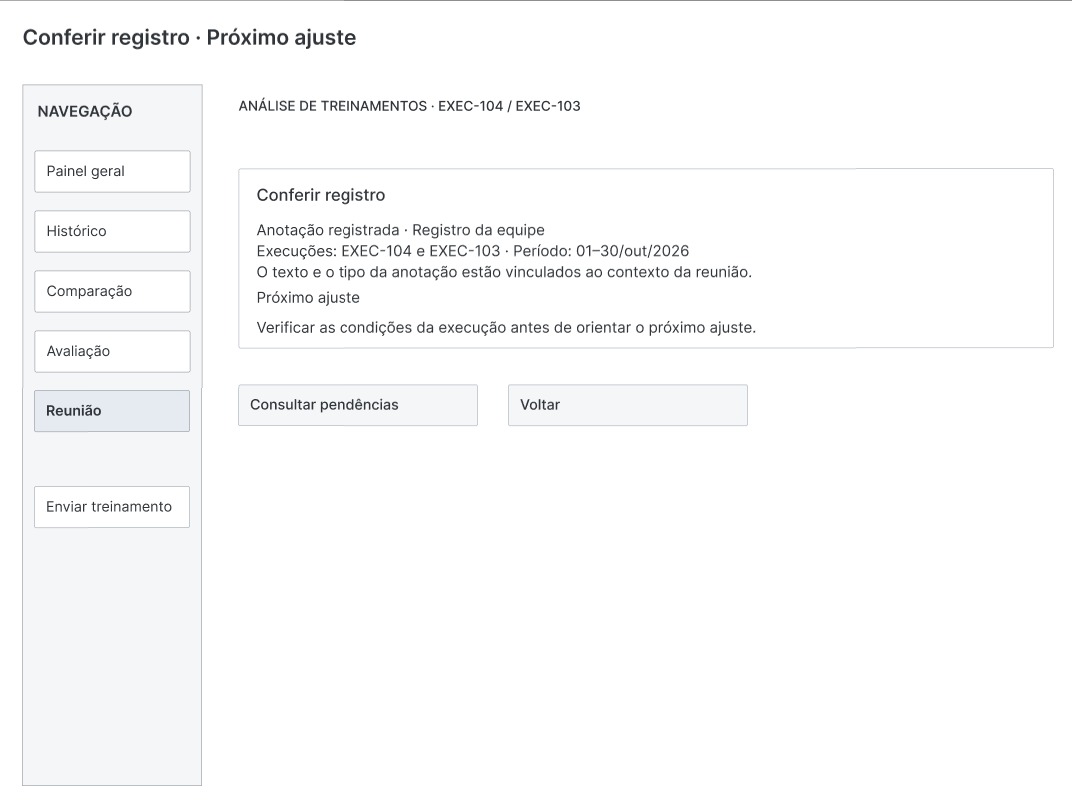 Conferir registro · Próximo ajuste
NAVEGAÇÃO
Painel geral
Histórico
Comparação
Avaliação
Reunião
Enviar treinamento
ANÁLISE DE TREINAMENTOS · EXEC-104 / EXEC-103
Conferir registro
Anotação registrada · Registro da equipe
Execuções: EXEC-104 e EXEC-103 · Período: 01–30/out/2026
O texto e o tipo da anotação estão vinculados ao contexto da reunião.
Próximo ajuste
Verificar as condições da execução antes de orientar o próximo ajuste.
Consultar pendências
Voltar